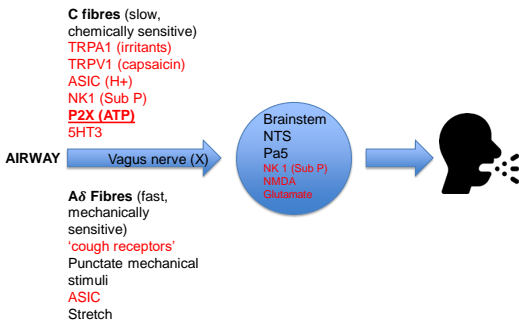 C fibres (slow,
chemically sensitive)
TRPA1 (irritants)
TRPV1 (capsaicin)
ASIC (H+)
NK1 (Sub P)
P2X (ATP)
5HT3
AIRWAY
Vagus nerve (X)
Aδ Fibres (fast,
mechanically
sensitive)
‘cough receptors’
Punctate mechanical
stimuli
ASIC
Stretch
Brainstem
NTS
Pa5
NK 1 (Sub P)
NMDA
Glutamate